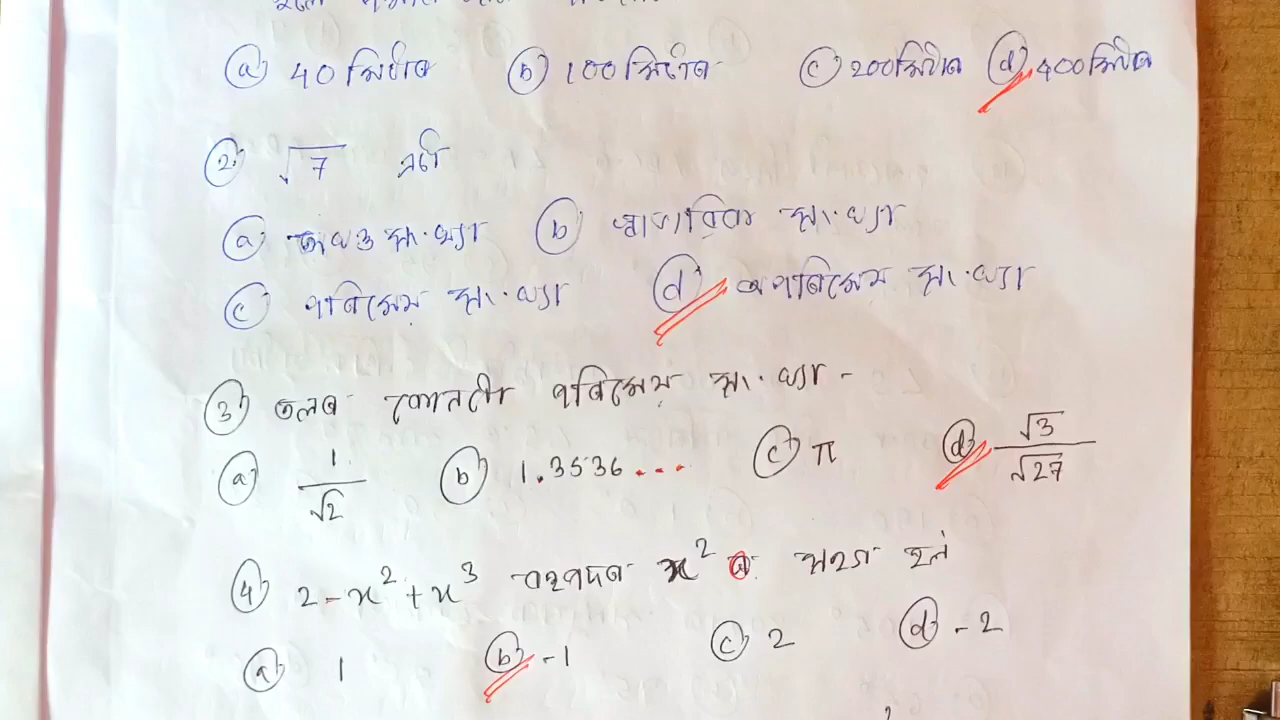 (a) 40 মিটাৰ (b) 100 মিটাৰ (c) 200 মিটাৰ (d) 400 মিটাৰ
(2) √7 এটা
(a) অখণ্ড সংখ্যা (b) স্বাভাৱিক সংখ্যা
(c) পৰিমেয় সংখ্যা (d) অপৰিমেয় সংখ্যা
(3) তলৰ কোনটো পৰিমেয় সংখ্যা -
(a) 1/√2 (b) 1.3536... (c) π (d) √3/√27
(4) 2-x²+x³ বহুপদৰ x² ৰ সহগ হ'ল
(a) 1 (b) -1 (c) 2 (d) -2